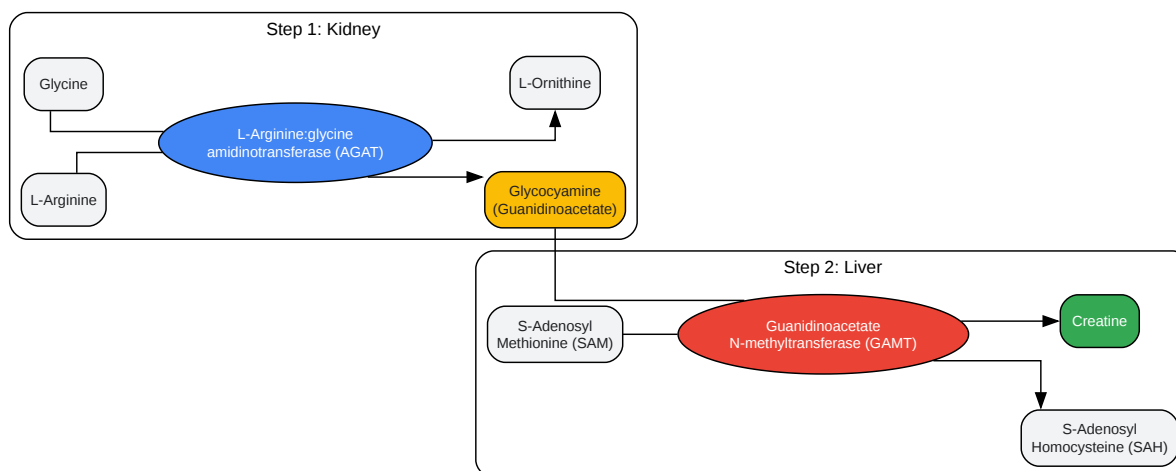 Step 1: Kidney
Glycine
L-Ornithine
L-Arginine:glycine
amidinotransferase (AGAT)
L-Arginine
Glycocyamine
(Guanidinoacetate)
Step 2: Liver
S-Adenosyl
Methionine (SAM)
Guanidinoacetate
N-methyltransferase (GAMT)
Creatine
S-Adenosyl
Homocysteine (SAH)